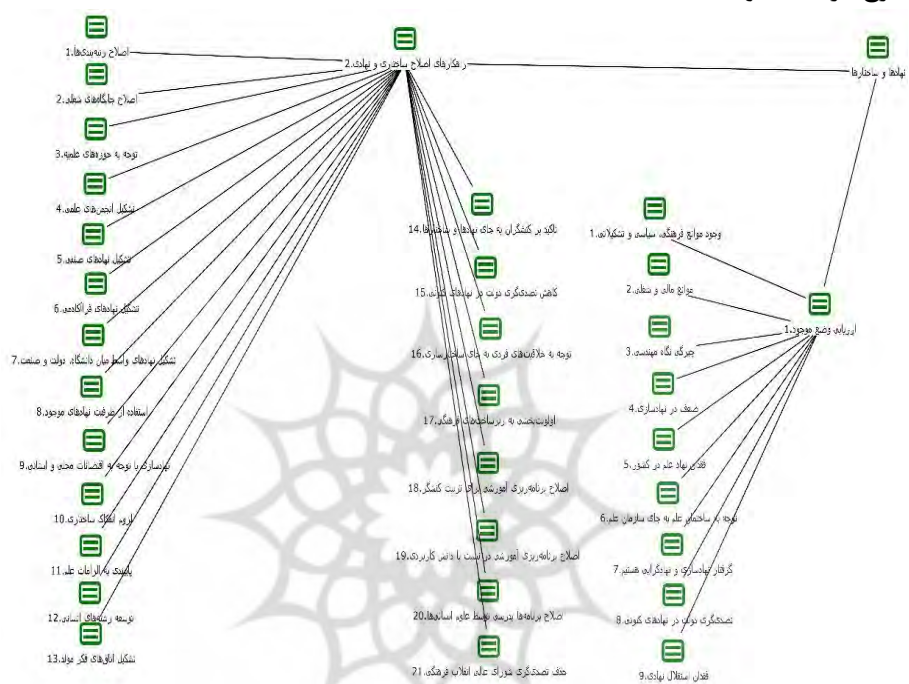 نهادها و ساختارها
2.راهکارهای اصلاح ساختاری و نهادی
1.اصلاح رتبه‌بندی‌ها
2.اصلاح جایگاه‌های شغلی
3.توجه به حوزه‌های علمیه
4.تشکیل انجمن‌های علمی
5.تشکیل نهادهای صنفی
6.تشکیل نهادهای فراآکادمی
7.تشکیل نهادهای واسط میان دانشگاه، دولت و صنعت
8.استفاده از ظرفیت نهادهای موجود
9.نهادسازی با توجه به اقتضائات محلی و استانی
10.لزوم انفکاک ساختاری
11.پایبندی به الزامات علم
12.توسعه رشته‌های انسانی
13.تشکیل اتاق‌های فکر مولد
14.تاکید بر کنشگران به جای نهادها و ساختارها
15.کاهش تصدی‌گری دولت در نهادهای کنونی
16.توجه به خلاقیت‌های فردی به جای ساختارسازی
17.اولویت‌بخشی به زیرساخت‌های فرهنگی
18.اصلاح برنامه‌ریزی آموزشی برای تربیت کنشگر
19.اصلاح برنامه‌ریزی آموزشی در نسبت با دانش کاربردی
20.اصلاح برنامه‌ها بدرسی توسط علوم انسانی‌ها
21.حذف تصدی‌گری شورای عالی انقلاب فرهنگی
1.ارزیابی وضع موجود
1.وجود موانع فرهنگی، سیاسی و تشکیلاتی
2.موانع مالی و شغلی
3.چیرگی نگاه مهندسی
4.ضعف در نهادسازی
5.فقدان نهاد علم در کشور
6.توجه به ساختمان علم به جای سازمان علم
7.گرفتار نهادسازی و نهادگرایی هستیم
8.تصدی‌گری دولت در نهادهای کنونی
9.فقدان استقلال نهادی